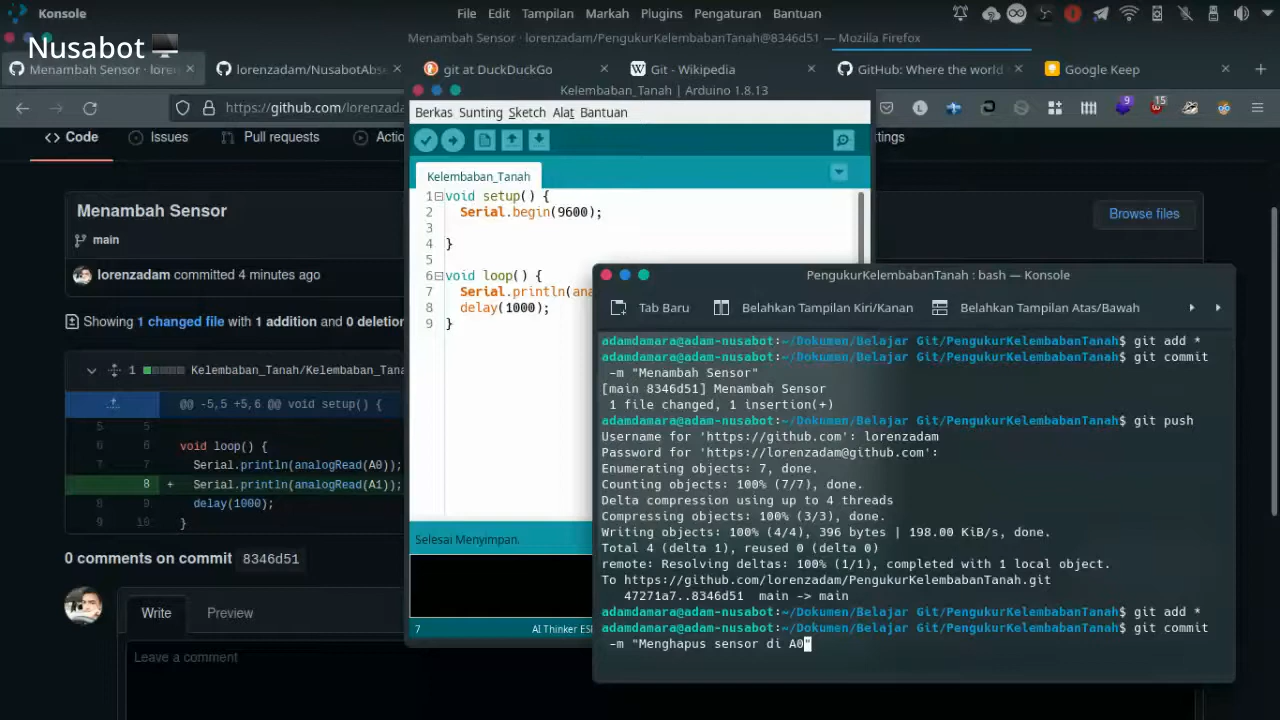 Konsole
File Edit Tampilan Markah Plugins Pengaturan Bantuan
Nusabot
Menambah Sensor · lorenzadam/PengukurKelembabanTanah@8346d51 — Mozilla Firefox
Menambah Sensor · loren
lorenzadam/NusabotAbse
git at DuckDuckGo
Git - Wikipedia
GitHub: Where the world
Google Keep
https://github.com/lorenzada
9
15
Code
Issues
Pull requests
Actio
ttings
Menambah Sensor
Browse files
main
lorenzadam committed 4 minutes ago
Showing 1 changed file with 1 addition and 0 deletion
1 Kelembaban_Tanah/Kelembaban_Tana
@@ -5,5 +5,6 @@ void setup() {
5 5
6 6 void loop() {
7 7 Serial.println(analogRead(A0));
8 + Serial.println(analogRead(A1));
8 9 delay(1000);
9 10 }
0 comments on commit 8346d51
Write
Preview
Leave a comment
Kelembaban_Tanah | Arduino 1.8.13
Berkas Sunting Sketch Alat Bantuan
Kelembaban_Tanah
1 void setup() {
2 Serial.begin(9600);
3
4 }
5
6 void loop() {
7 Serial.println(ana
8 delay(1000);
9 }
Selesai Menyimpan.
7
AI Thinker ES
PengukurKelembabanTanah : bash — Konsole
Tab Baru
Belahkan Tampilan Kiri/Kanan
Belahkan Tampilan Atas/Bawah
adamdamara@adam-nusabot:~/Dokumen/Belajar Git/PengukurKelembabanTanah$ git add *
adamdamara@adam-nusabot:~/Dokumen/Belajar Git/PengukurKelembabanTanah$ git commit
-m "Menambah Sensor"
[main 8346d51] Menambah Sensor
1 file changed, 1 insertion(+)
adamdamara@adam-nusabot:~/Dokumen/Belajar Git/PengukurKelembabanTanah$ git push
Username for 'https://github.com': lorenzadam
Password for 'https://lorenzadam@github.com':
Enumerating objects: 7, done.
Counting objects: 100% (7/7), done.
Delta compression using up to 4 threads
Compressing objects: 100% (3/3), done.
Writing objects: 100% (4/4), 396 bytes | 198.00 KiB/s, done.
Total 4 (delta 1), reused 0 (delta 0)
remote: Resolving deltas: 100% (1/1), completed with 1 local object.
To https://github.com/lorenzadam/PengukurKelembabanTanah.git
47271a7..8346d51 main -> main
adamdamara@adam-nusabot:~/Dokumen/Belajar Git/PengukurKelembabanTanah$ git add *
adamdamara@adam-nusabot:~/Dokumen/Belajar Git/PengukurKelembabanTanah$ git commit
-m "Menghapus sensor di A0"